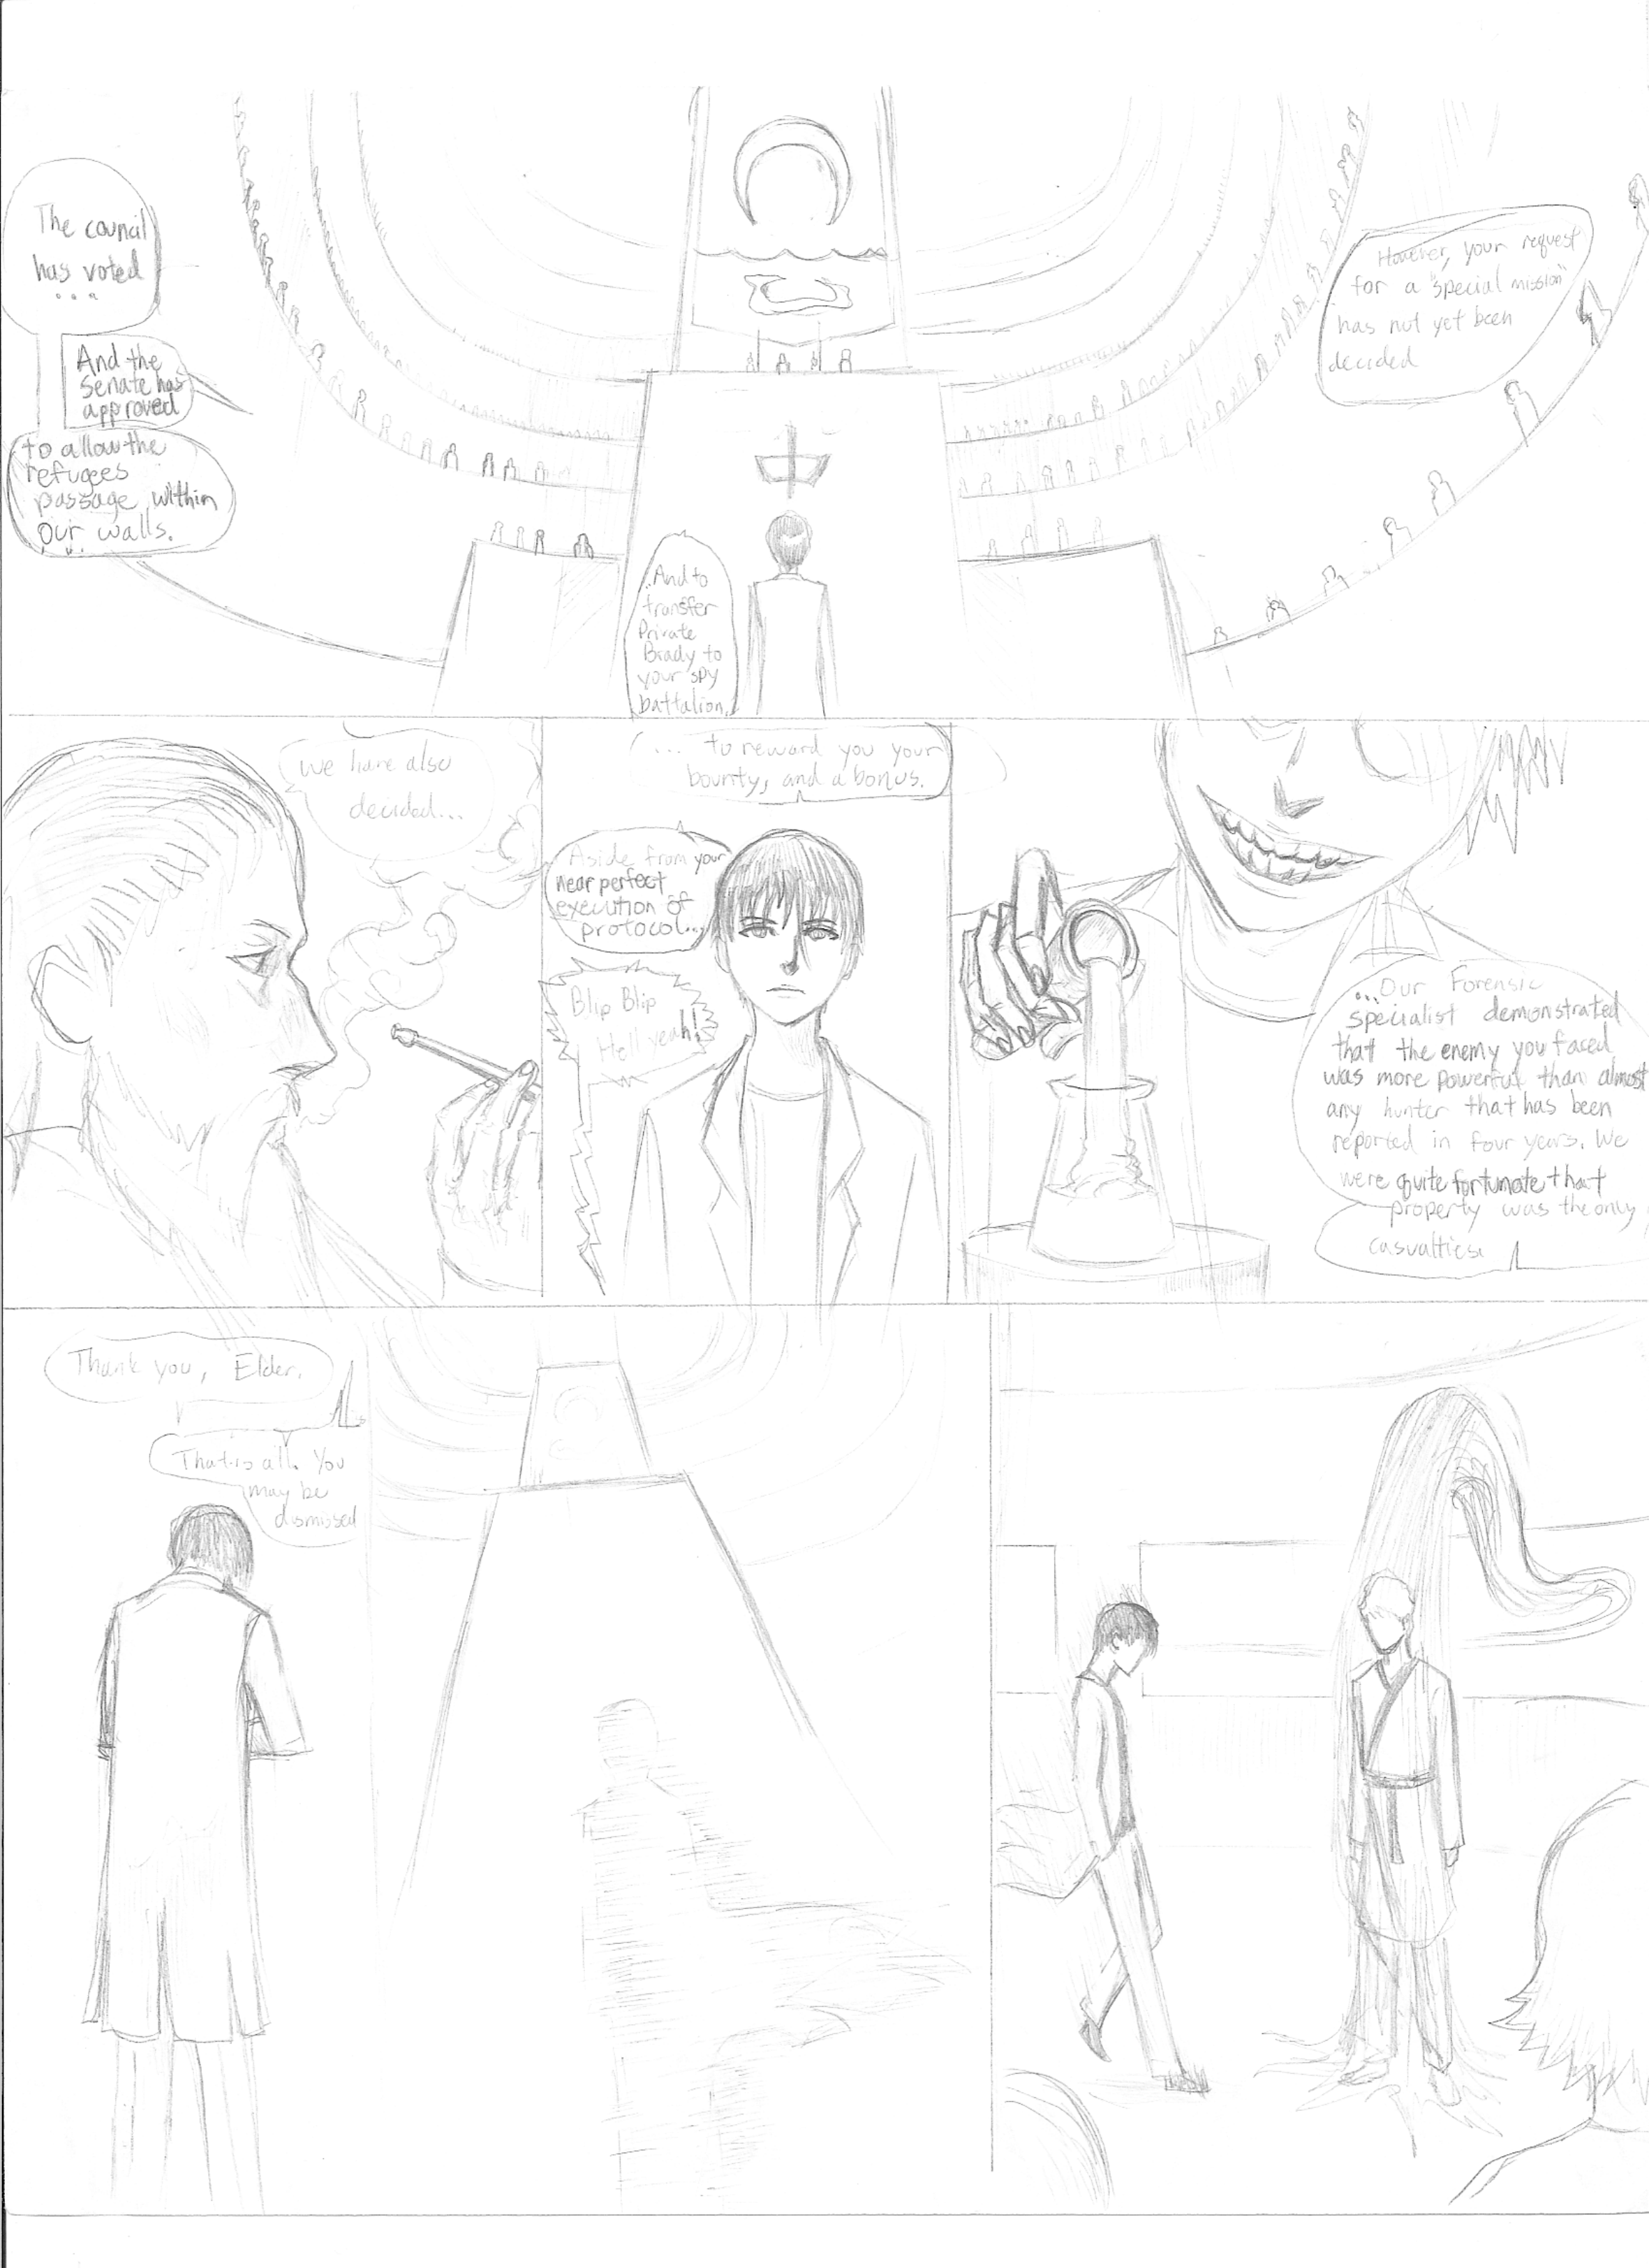 The council
has voted
...
And the
Senate has
approved
to allow the
refugees
passage within
our walls.
And to
transfer
Private
Brady to
your spy
battalion.
However, your request
for a "special mission"
has not yet been
decided
We have also
decided...
... to reward you your
bounty, and a bonus.
Aside from your
near perfect
execution of
protocol...
Blip Blip
Hell yeah!
...Our Forensic
specialist demonstrated
that the enemy you faced
was more powerful than almost
any hunter that has been
reported in four years. We
were quite fortunate that
property was the only
casualties.
Thank you, Elder.
That is all. You
may be
dismissed